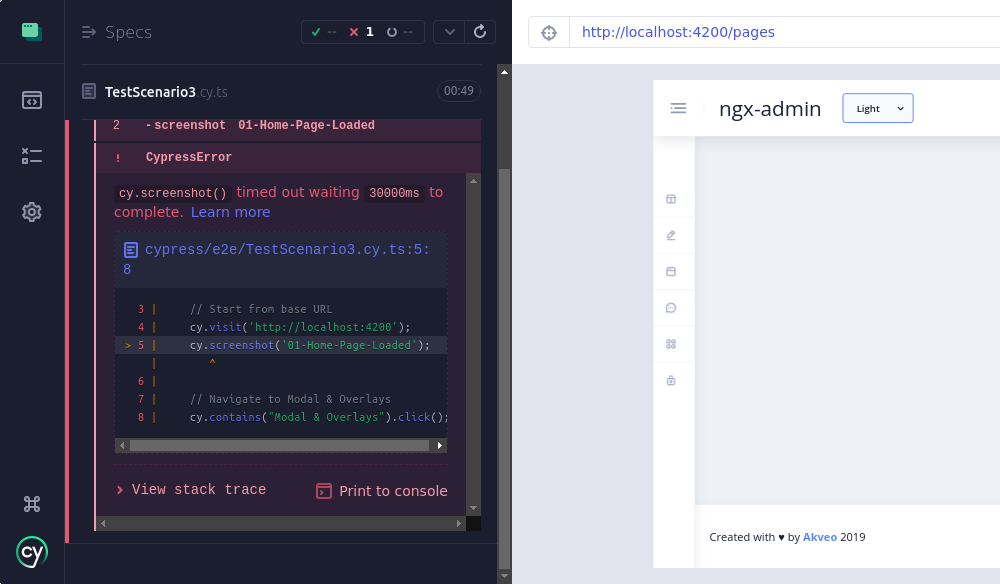 Specs
-- 1 --
http://localhost:4200/pages
TestScenario3.cy.ts
00:49
2 -screenshot 01-Home-Page-Loaded
! CypressError
cy.screenshot() timed out waiting 30000ms to
complete. Learn more
cypress/e2e/TestScenario3.cy.ts:5:
8
3 | // Start from base URL
4 | cy.visit('http://localhost:4200');
> 5 | cy.screenshot('01-Home-Page-Loaded');
| ^
6 |
7 | // Navigate to Modal & Overlays
8 | cy.contains("Modal & Overlays").click();
View stack trace
Print to console
cy
ngx-admin
Light
Created with ♥ by Akveo 2019